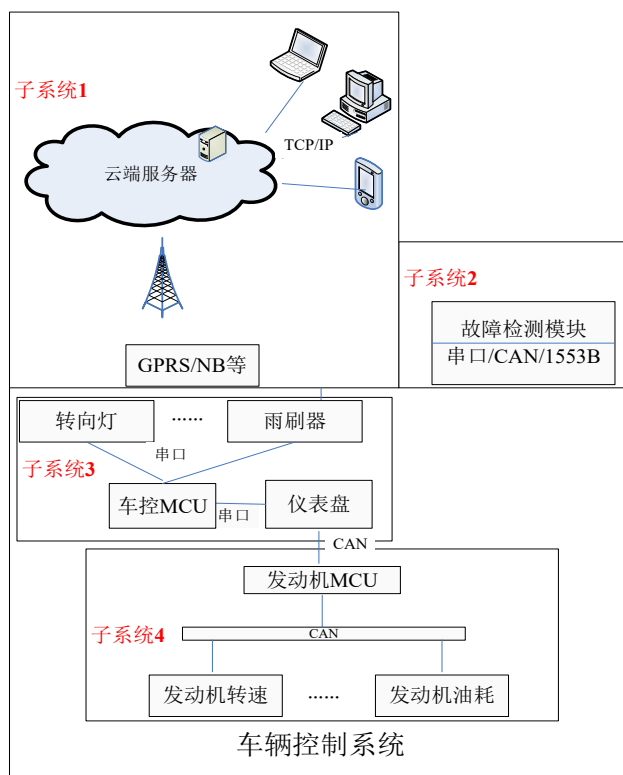 子系统1
TCP/IP
云端服务器
子系统2
故障检测模块
串口/CAN/1553B
GPRS/NB等
转向灯
······
雨刷器
串口
子系统3
车控MCU
串口
仪表盘
CAN
发动机MCU
子系统4
CAN
发动机转速
······
发动机油耗
车辆控制系统